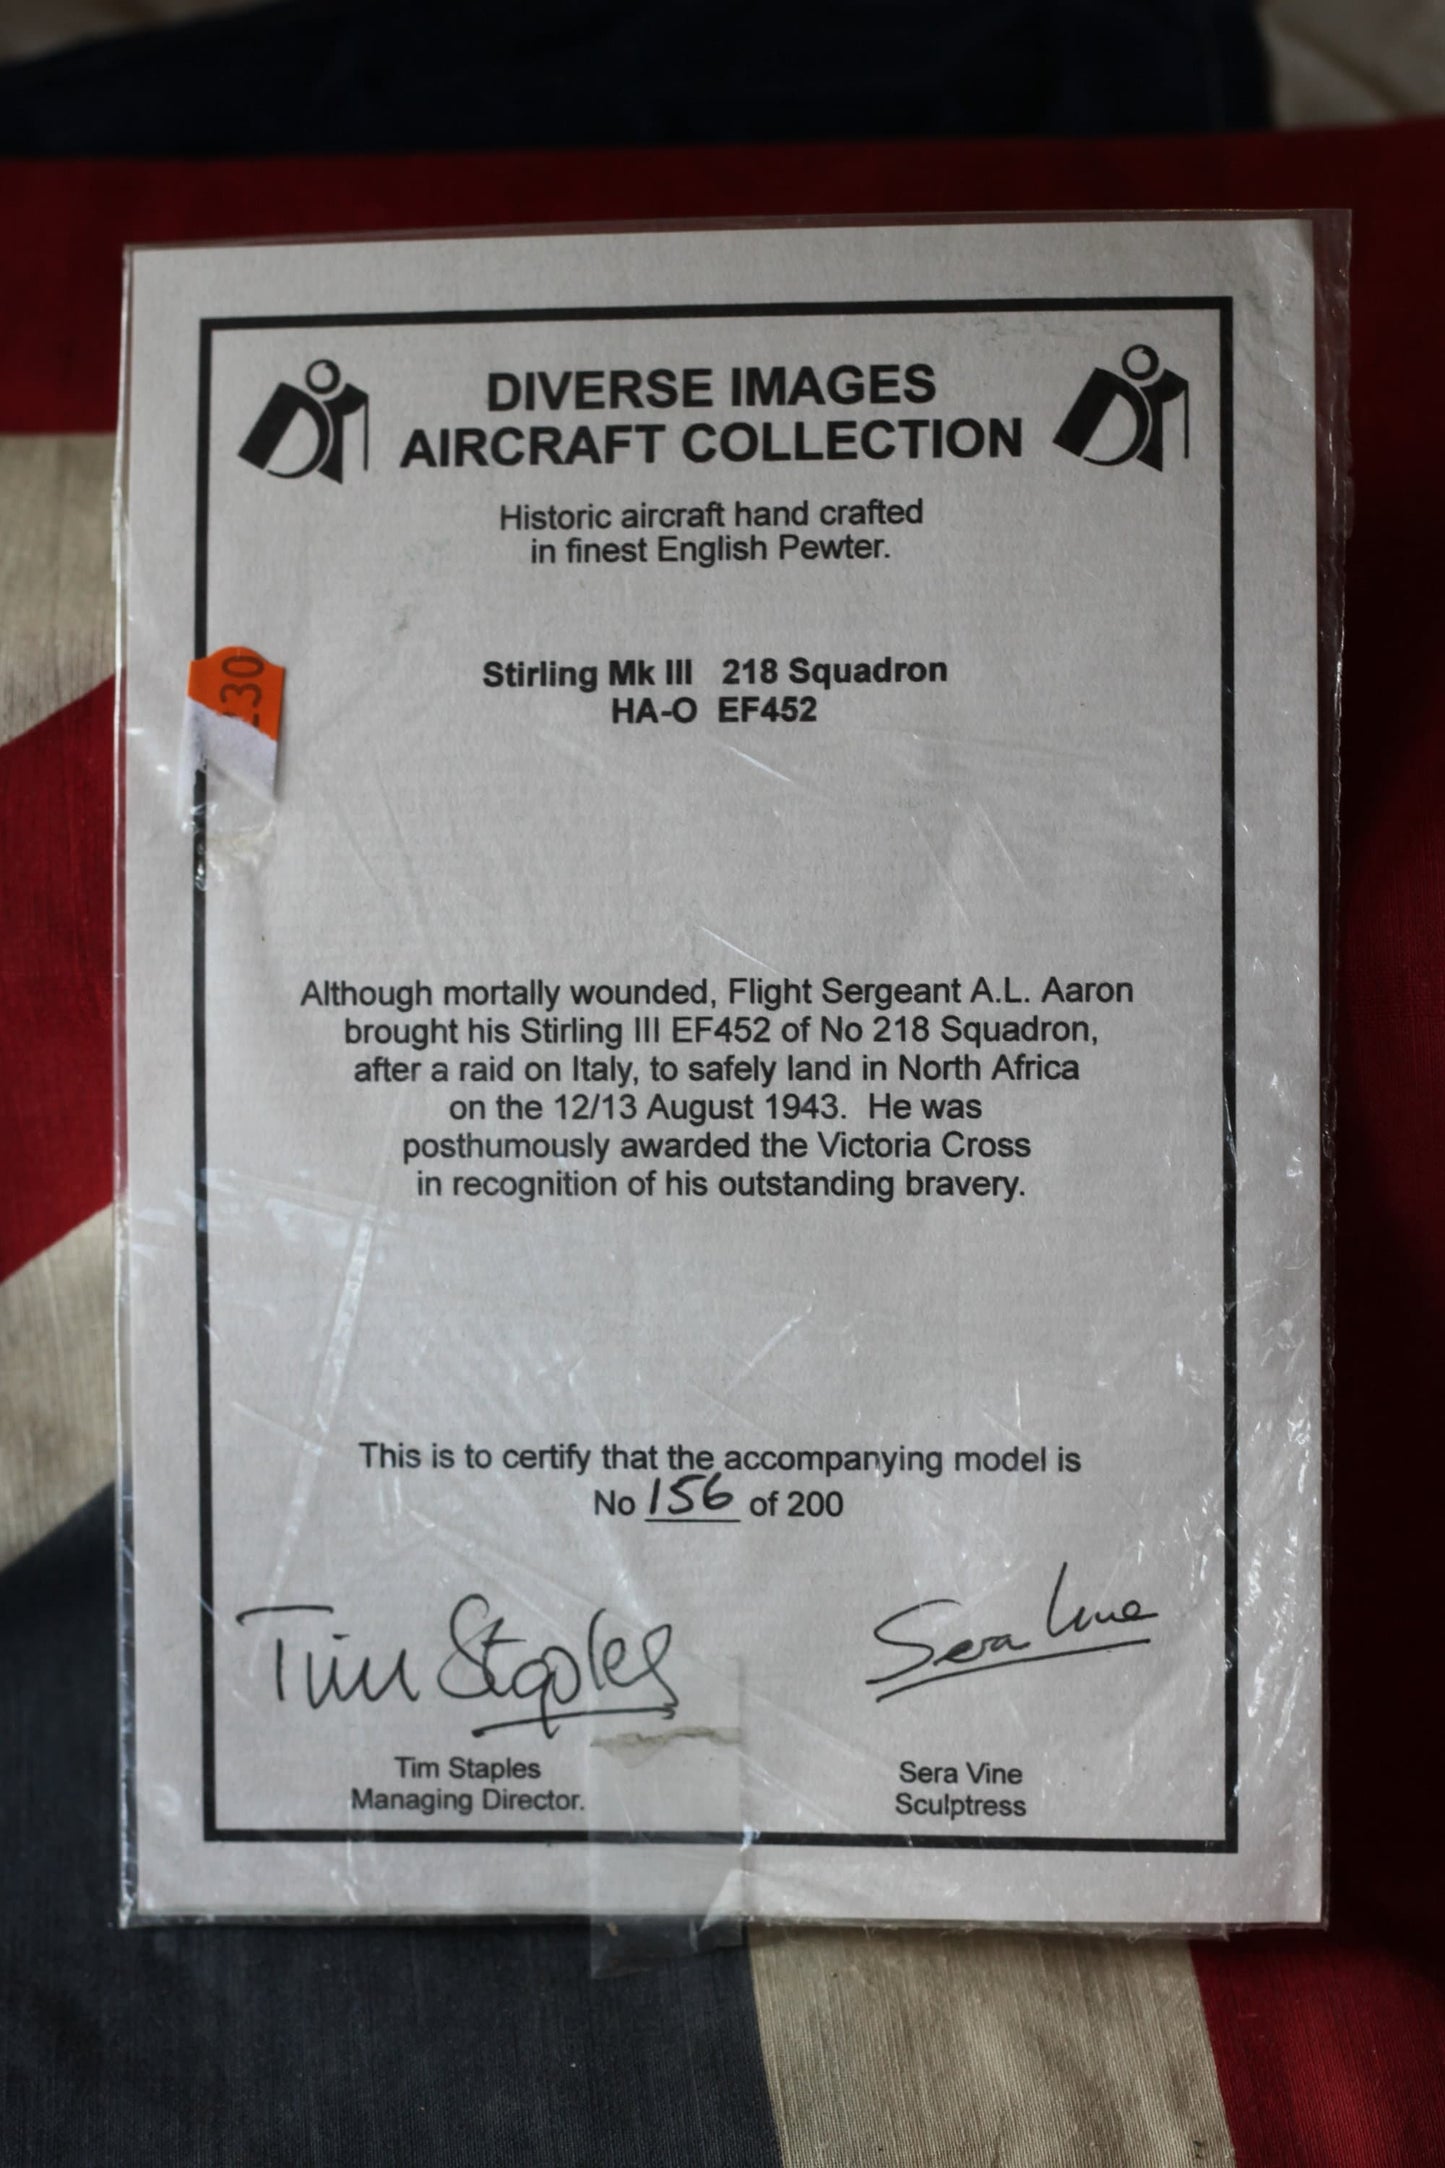 DIVERSE IMAGES
AIRCRAFT COLLECTION
Historic aircraft hand crafted
in finest English Pewter.
Stirling Mk III 218 Squadron
HA-O EF452
Although mortally wounded, Flight Sergeant A.L. Aaron
brought his Stirling III EF452 of No 218 Squadron,
after a raid on Italy, to safely land in North Africa
on the 12/13 August 1943. He was
posthumously awarded the Victoria Cross
in recognition of his outstanding bravery.
This is to certify that the accompanying model is
No 156 of 200
Tim Staples
Sera Vine
Tim Staples
Managing Director.
Sera Vine
Sculptress